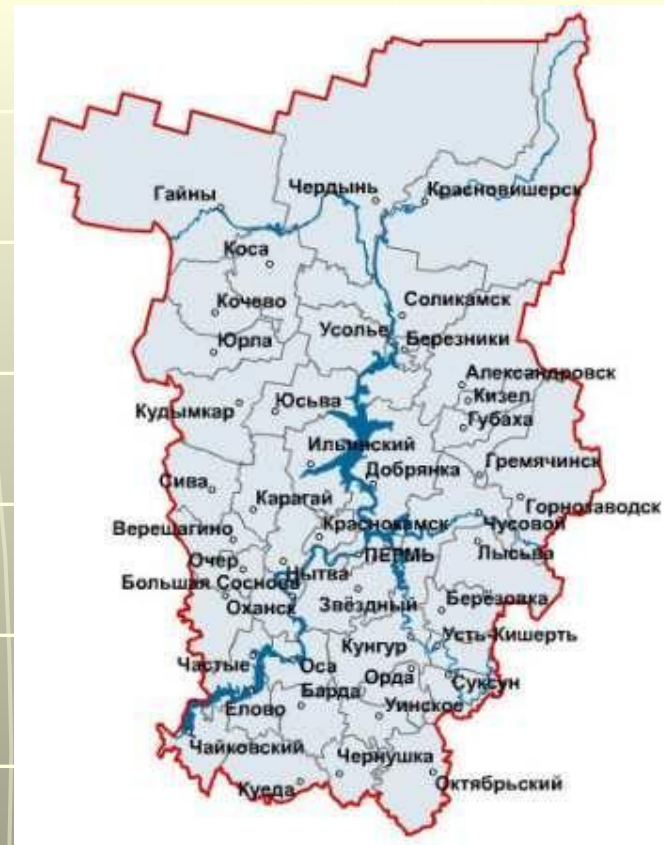 Гайны
Чердынь
Красновишерск
Коса
Кочево
Соликамск
Усолье
Березники
Юрла
Александровск
Кизел
Кудымкар
Юсьва
Губаха
Ильинский
Добрянка
Гремячинск
Сива
Карагай
Горнозаводск
Краснокамск
Чусовой
Верещагино
ПЕРМЬ
Лысьва
Очер
Нытва
Большая Соснова
Оханск
Звёздный
Берёзовка
Кунгур
Усть-Кишерть
Частые
Оса
Орда
Суксун
Барда
Елово
Уинское
Чайковский
Чернушка
Куеда
Октябрьский